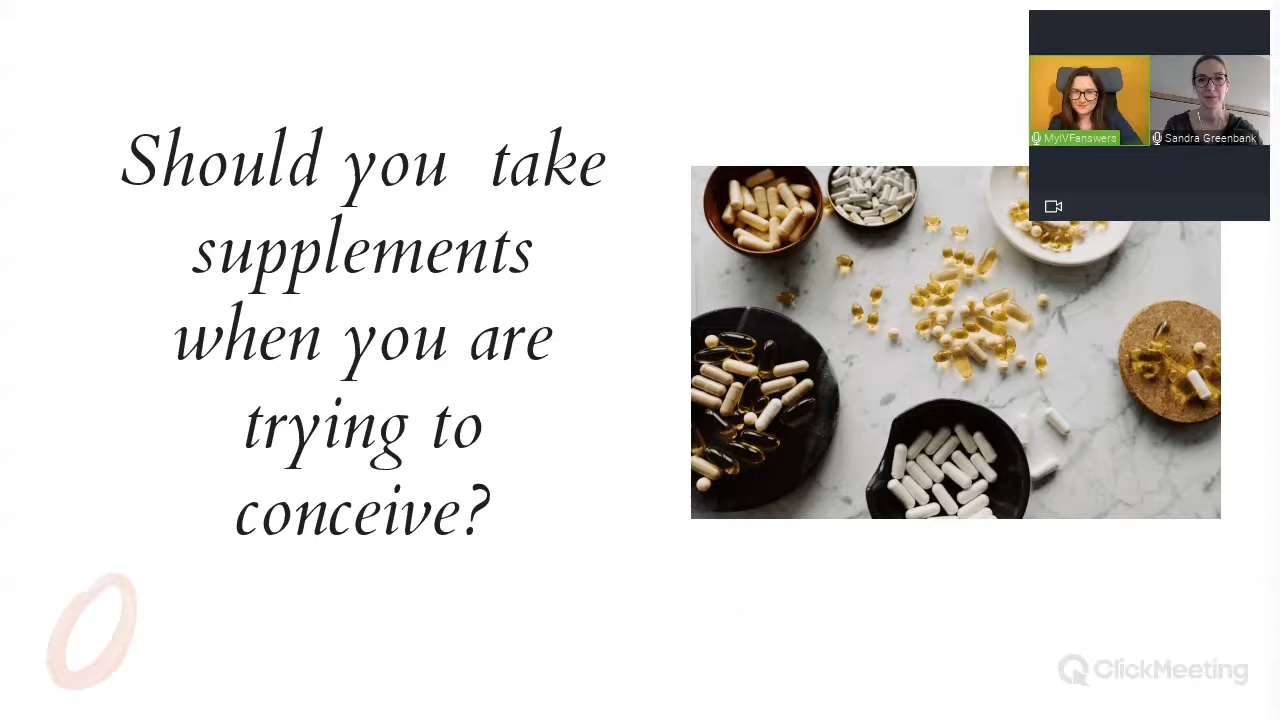 Should you take
supplements
when you are
trying to
conceive?
MyIVFanswers
Sandra Greenbank
ClickMeeting